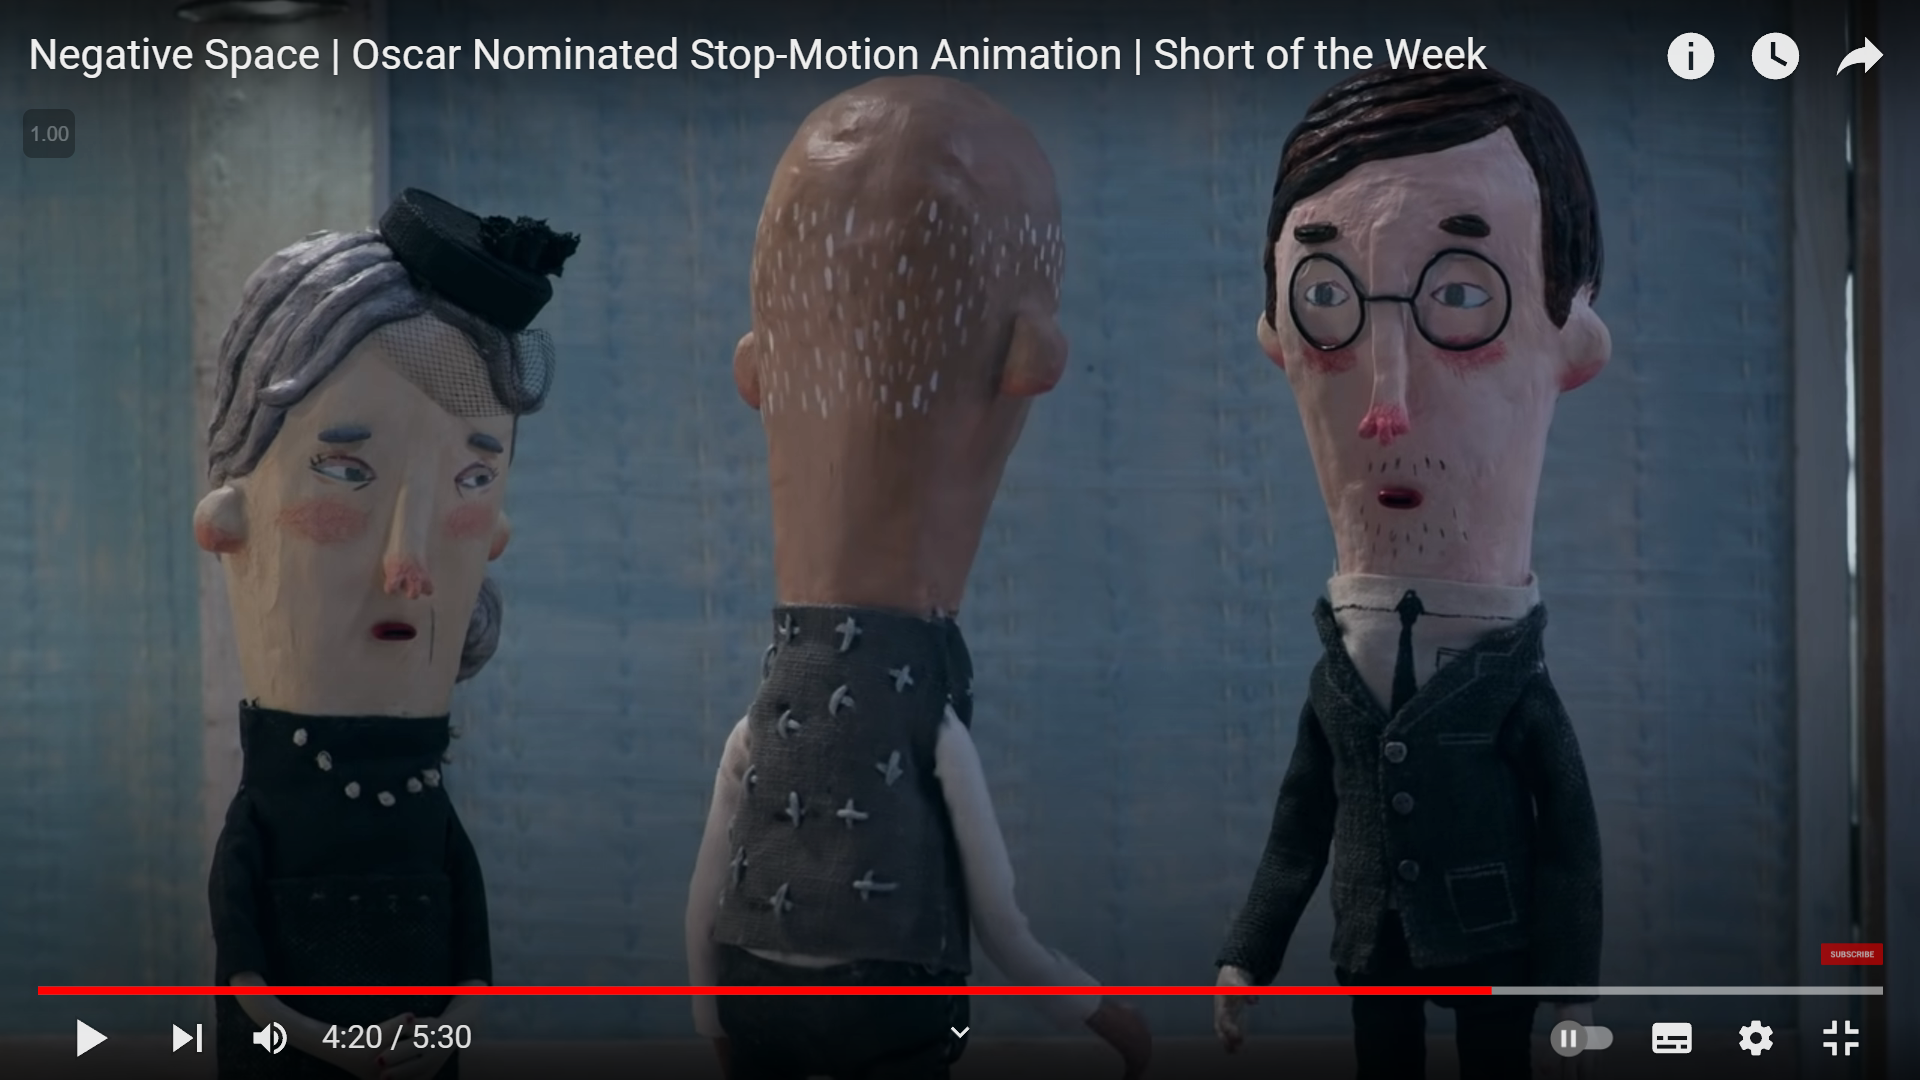 Negative Space | Oscar Nominated Stop-Motion Animation | Short of the Week
1.00
SUBSCRIBE
4:20 / 5:30